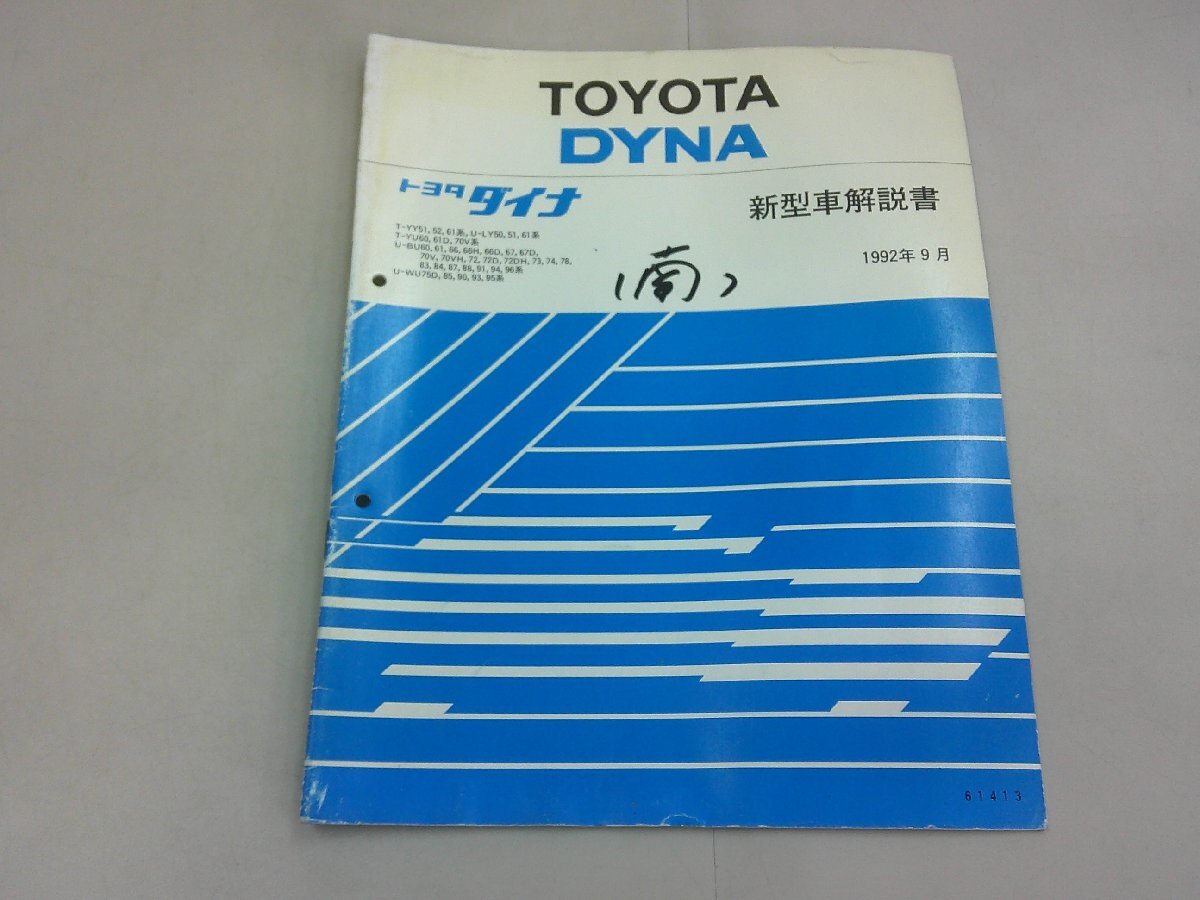 TOYOTA
DYNA
トヨタ ダイナ
新型車解説書
T-YY51, 52, 61系, U-LY50, 51, 61系
T-YU60, 61D, 70V系
U-BU60, 61, 66, 66H, 66D, 67, 67D,
70V, 70VH, 72, 72D, 72DH, 73, 74, 78,
83, 84, 87, 88, 91, 94, 96系
U-WU75D, 85, 90, 93, 95系
1992年9月
(南)
61413